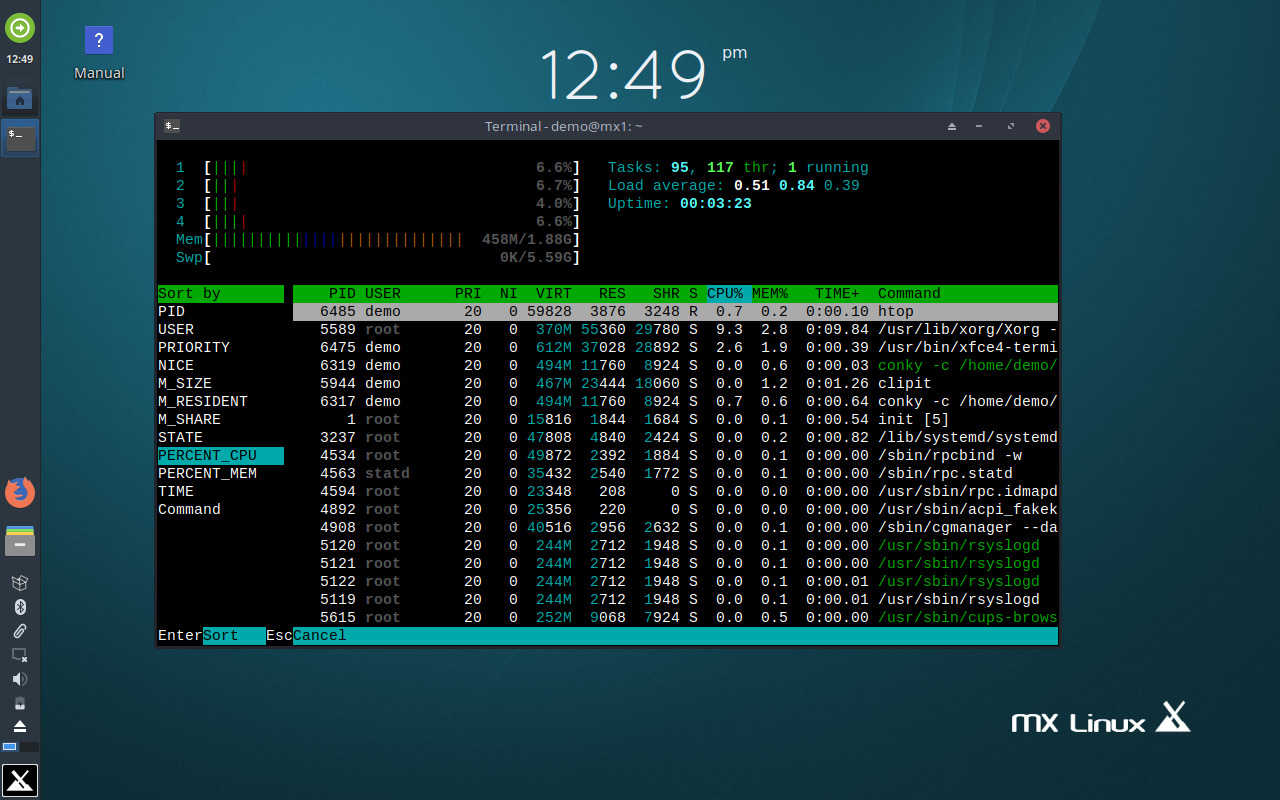 12:49
Manual
12:49 pm
$_ Terminal - demo@mx1: ~
$_
1 [|||| 6.6%] Tasks: 95, 117 thr; 1 running
2 [||| 6.7%] Load average: 0.51 0.84 0.39
3 [||| 4.0%] Uptime: 00:03:23
4 [|||| 6.6%]
Mem[|||||||||||||||||||||||||||| 458M/1.88G]
Swp[ 0K/5.59G]
Sort by PID USER PRI NI VIRT RES SHR S CPU% MEM% TIME+ Command
PID 6485 demo 20 0 59828 3876 3248 R 0.7 0.2 0:00.10 htop
USER 5589 root 20 0 370M 55360 29780 S 9.3 2.8 0:09.84 /usr/lib/xorg/Xorg -
PRIORITY 6475 demo 20 0 612M 37028 28892 S 2.6 1.9 0:00.39 /usr/bin/xfce4-termi
NICE 6319 demo 20 0 494M 11760 8924 S 0.0 0.6 0:00.03 conky -c /home/demo/
M_SIZE 5944 demo 20 0 467M 23444 18060 S 0.0 1.2 0:01.26 clipit
M_RESIDENT 6317 demo 20 0 494M 11760 8924 S 0.7 0.6 0:00.64 conky -c /home/demo/
M_SHARE 1 root 20 0 15816 1844 1684 S 0.0 0.1 0:00.54 init [5]
STATE 3237 root 20 0 47808 4840 2424 S 0.0 0.2 0:00.82 /lib/systemd/systemd
PERCENT_CPU 4534 root 20 0 49872 2392 1884 S 0.0 0.1 0:00.00 /sbin/rpcbind -w
PERCENT_MEM 4563 statd 20 0 35432 2540 1772 S 0.0 0.1 0:00.00 /sbin/rpc.statd
TIME 4594 root 20 0 23348 208 0 S 0.0 0.0 0:00.00 /usr/sbin/rpc.idmapd
Command 4892 root 20 0 25356 220 0 S 0.0 0.0 0:00.00 /usr/sbin/acpi_fakek
4908 root 20 0 40516 2956 2632 S 0.0 0.1 0:00.00 /sbin/cgmanager --da
5120 root 20 0 244M 2712 1948 S 0.0 0.1 0:00.00 /usr/sbin/rsyslogd
5121 root 20 0 244M 2712 1948 S 0.0 0.1 0:00.00 /usr/sbin/rsyslogd
5122 root 20 0 244M 2712 1948 S 0.0 0.1 0:00.01 /usr/sbin/rsyslogd
5119 root 20 0 244M 2712 1948 S 0.0 0.1 0:00.01 /usr/sbin/rsyslogd
5615 root 20 0 252M 9068 7924 S 0.0 0.5 0:00.00 /usr/sbin/cups-brows
EnterSort EscCancel
mx Linux